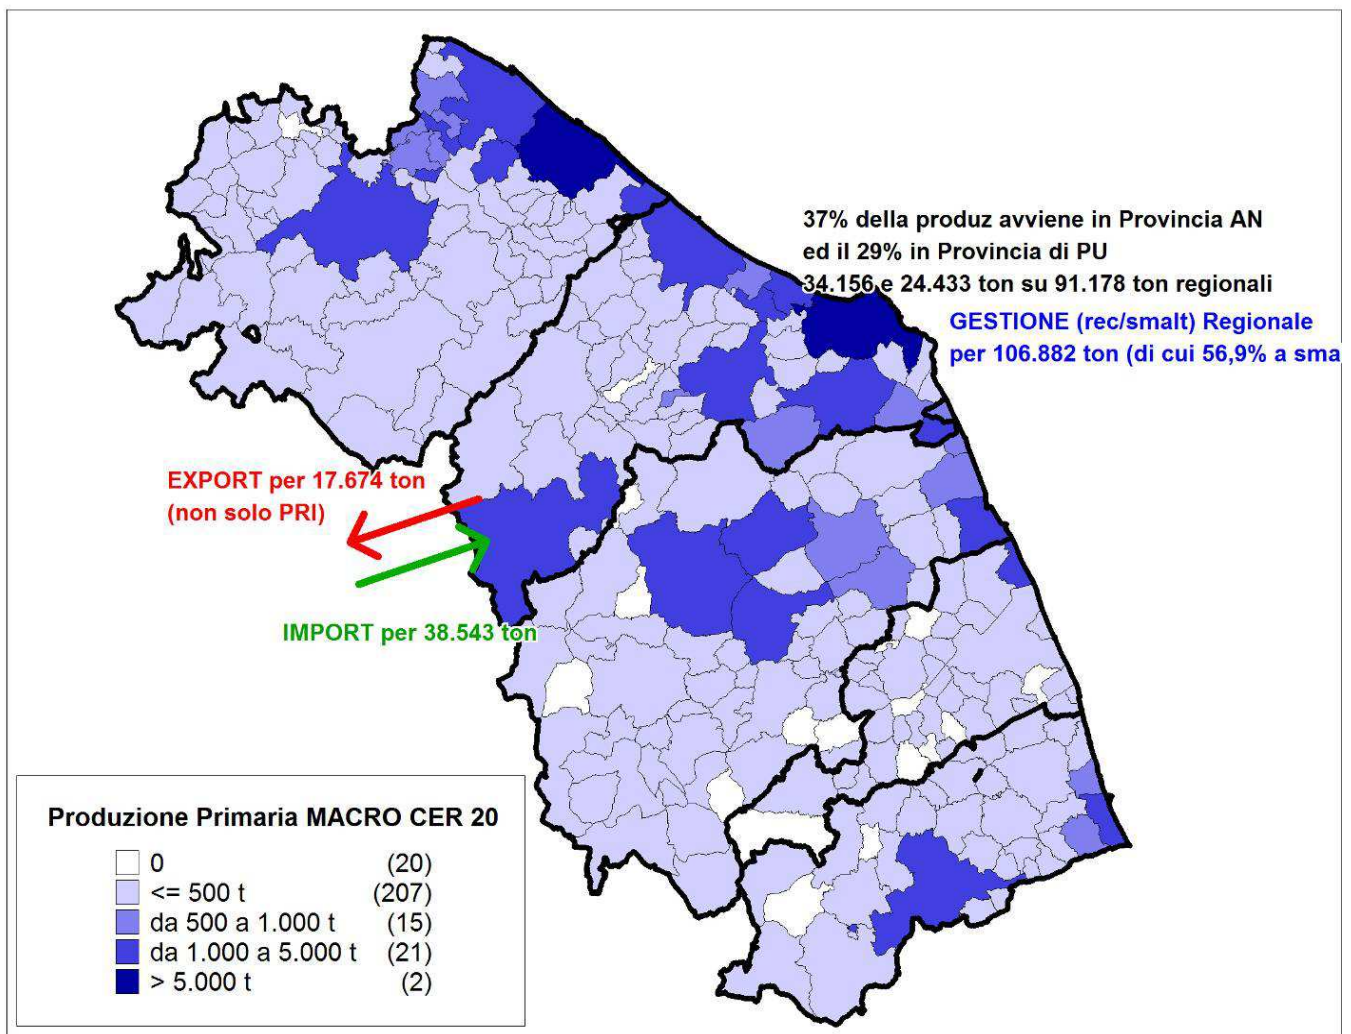 37% della produz avviene in Provincia AN
ed il 29% in Provincia di PU
34.156 e 24.433 ton su 91.178 ton regionali
GESTIONE (rec/smalt) Regionale
per 106.882 ton (di cui 56,9% a sma
EXPORT per 17.674 ton
(non solo PRI)
IMPORT per 38.543 ton
Produzione Primaria MACRO CER 20
0 (20)
<= 500 t (207)
da 500 a 1.000 t (15)
da 1.000 a 5.000 t (21)
> 5.000 t (2)